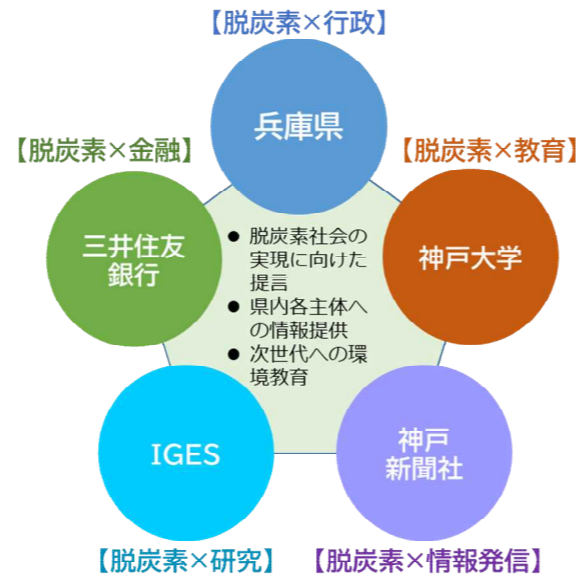 【脱炭素×行政】
兵庫県
【脱炭素×金融】
【脱炭素×教育】
三井住友
銀行
神戸大学
● 脱炭素社会の
実現に向けた
提言
● 県内各主体へ
の情報提供
● 次世代への環
境教育
IGES
神戸
新聞社
【脱炭素×研究】
【脱炭素×情報発信】